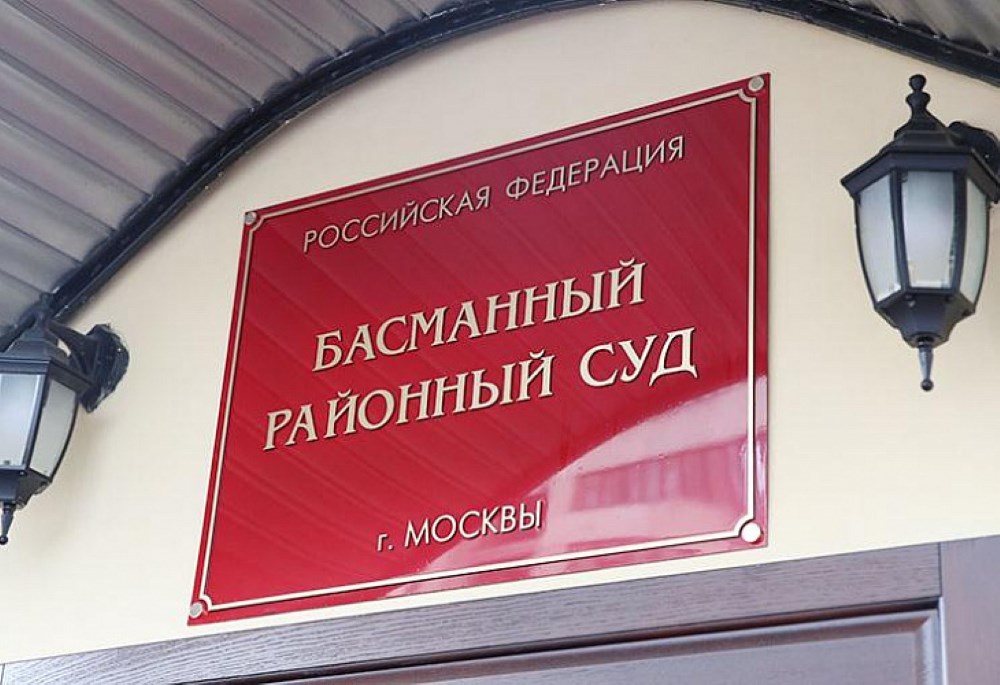 РОССИЙСКАЯ ФЕДЕРАЦИЯ
БАСМАННЫЙ
РАЙОННЫЙ СУД
г. МОСКВЫ